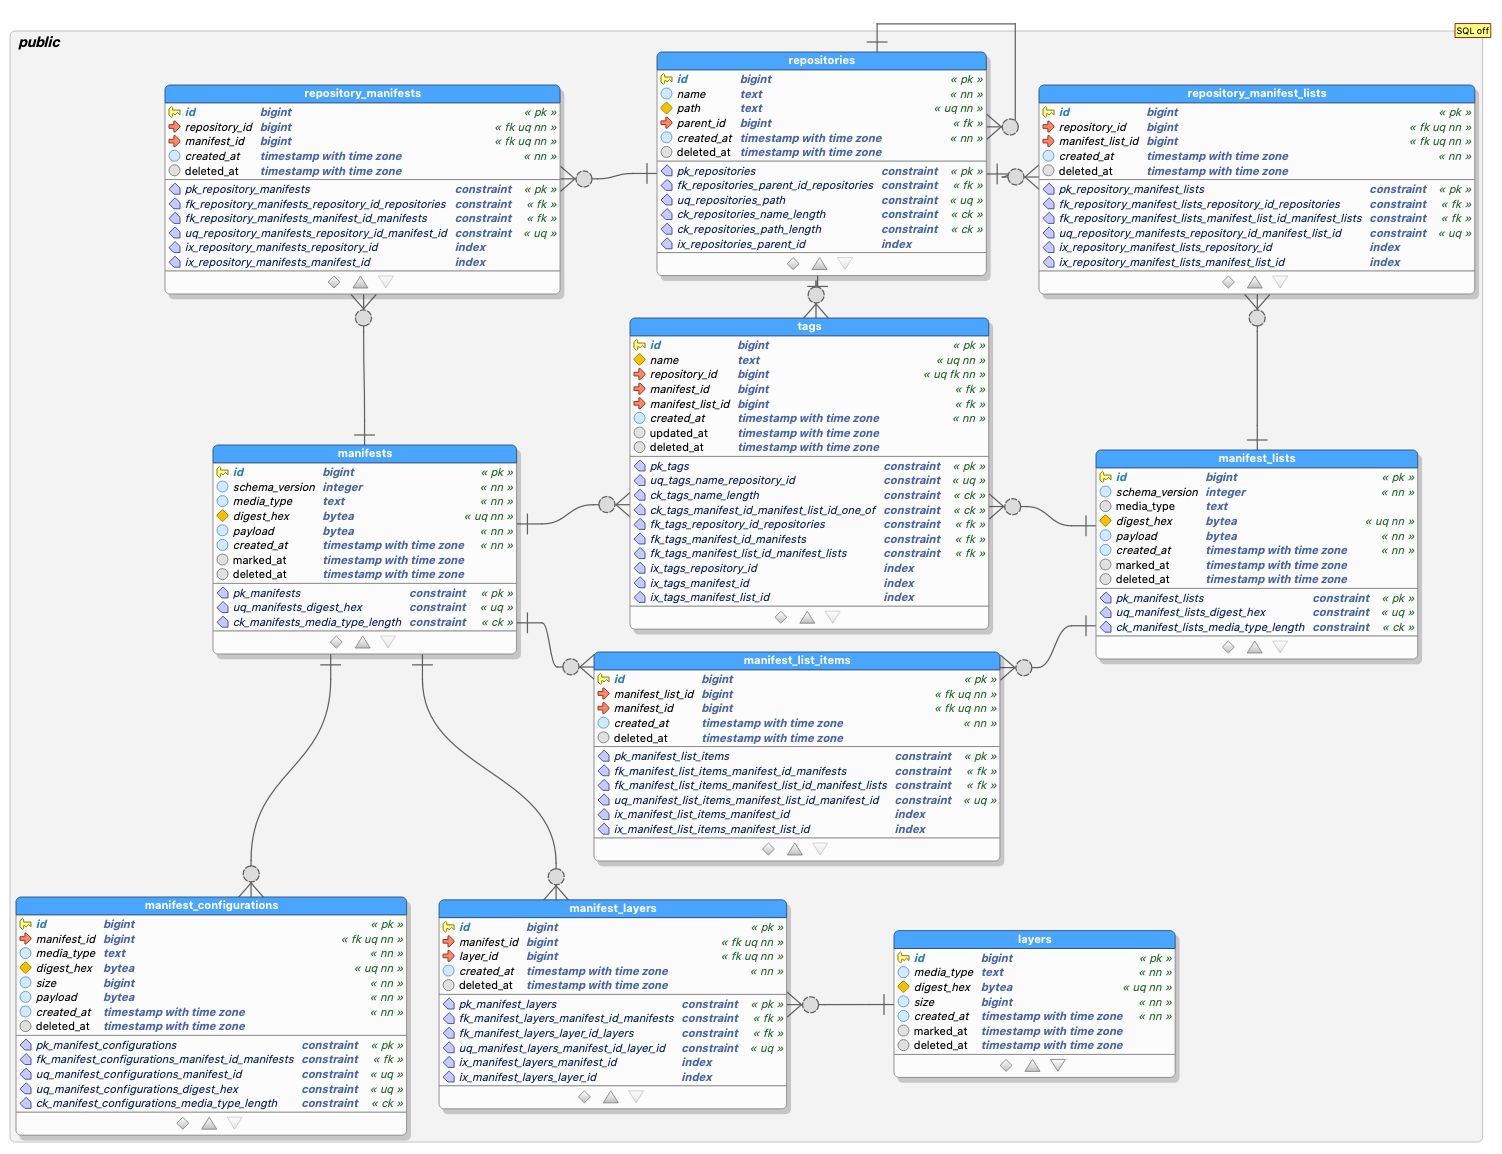 SQL off
public
repositories
id bigint « pk »
name text « nn »
path text « uq nn »
parent_id bigint « fk »
created_at timestamp with time zone « nn »
deleted_at timestamp with time zone
pk_repositories constraint « pk »
fk_repositories_parent_id_repositories constraint « fk »
uq_repositories_path constraint « uq »
ck_repositories_name_length constraint « ck »
ck_repositories_path_length constraint « ck »
ix_repositories_parent_id index
repository_manifests
id bigint « pk »
repository_id bigint « fk uq nn »
manifest_id bigint « fk uq nn »
created_at timestamp with time zone « nn »
deleted_at timestamp with time zone
pk_repository_manifests constraint « pk »
fk_repository_manifests_repository_id_repositories constraint « fk »
fk_repository_manifests_manifest_id_manifests constraint « fk »
uq_repository_manifests_repository_id_manifest_id constraint « uq »
ix_repository_manifests_repository_id index
ix_repository_manifests_manifest_id index
repository_manifest_lists
id bigint « pk »
repository_id bigint « fk uq nn »
manifest_list_id bigint « fk uq nn »
created_at timestamp with time zone « nn »
deleted_at timestamp with time zone
pk_repository_manifest_lists constraint « pk »
fk_repository_manifest_lists_repository_id_repositories constraint « fk »
fk_repository_manifest_lists_manifest_list_id_manifest_lists constraint « fk »
uq_repository_manifest_lists_repository_id_manifest_list_id constraint « uq »
ix_repository_manifest_lists_repository_id index
ix_repository_manifest_lists_manifest_list_id index
tags
id bigint « pk »
name text « uq nn »
repository_id bigint « uq fk nn »
manifest_id bigint « fk »
manifest_list_id bigint « fk »
created_at timestamp with time zone « nn »
updated_at timestamp with time zone
deleted_at timestamp with time zone
pk_tags constraint « pk »
uq_tags_name_repository_id constraint « uq »
ck_tags_name_length constraint « ck »
ck_tags_manifest_id_manifest_list_id_one_of constraint « ck »
fk_tags_repository_id_repositories constraint « fk »
fk_tags_manifest_id_manifests constraint « fk »
fk_tags_manifest_list_id_manifest_lists constraint « fk »
ix_tags_repository_id index
ix_tags_manifest_id index
ix_tags_manifest_list_id index
manifests
id bigint « pk »
schema_version integer « nn »
media_type text « nn »
digest_hex bytea « uq nn »
payload bytea « nn »
created_at timestamp with time zone « nn »
marked_at timestamp with time zone
deleted_at timestamp with time zone
pk_manifests constraint « pk »
uq_manifests_digest_hex constraint « uq »
ck_manifests_media_type_length constraint « ck »
manifest_lists
id bigint « pk »
schema_version integer « nn »
media_type text
digest_hex bytea « uq nn »
payload bytea « nn »
created_at timestamp with time zone « nn »
marked_at timestamp with time zone
deleted_at timestamp with time zone
pk_manifest_lists constraint « pk »
uq_manifest_lists_digest_hex constraint « uq »
ck_manifest_lists_media_type_length constraint « ck »
manifest_list_items
id bigint « pk »
manifest_list_id bigint « fk uq nn »
manifest_id bigint « fk uq nn »
created_at timestamp with time zone « nn »
deleted_at timestamp with time zone
pk_manifest_list_items constraint « pk »
fk_manifest_list_items_manifest_id_manifests constraint « fk »
fk_manifest_list_items_manifest_list_id_manifest_lists constraint « fk »
uq_manifest_list_items_manifest_list_id_manifest_id constraint « uq »
ix_manifest_list_items_manifest_id index
ix_manifest_list_items_manifest_list_id index
manifest_configurations
id bigint « pk »
manifest_id bigint « fk uq nn »
media_type text « nn »
digest_hex bytea « uq nn »
size bigint « nn »
payload bytea « nn »
created_at timestamp with time zone « nn »
deleted_at timestamp with time zone
pk_manifest_configurations constraint « pk »
fk_manifest_configurations_manifest_id_manifests constraint « fk »
uq_manifest_configurations_manifest_id constraint « uq »
uq_manifest_configurations_digest_hex constraint « uq »
ck_manifest_configurations_media_type_length constraint « ck »
manifest_layers
id bigint « pk »
manifest_id bigint « fk uq nn »
layer_id bigint « fk uq nn »
created_at timestamp with time zone « nn »
deleted_at timestamp with time zone
pk_manifest_layers constraint « pk »
fk_manifest_layers_manifest_id_manifests constraint « fk »
fk_manifest_layers_layer_id_layers constraint « fk »
uq_manifest_layers_manifest_id_layer_id constraint « uq »
ix_manifest_layers_manifest_id index
ix_manifest_layers_layer_id index
layers
id bigint « pk »
media_type text « nn »
digest_hex bytea « uq nn »
size bigint « nn »
created_at timestamp with time zone « nn »
marked_at timestamp with time zone
deleted_at timestamp with time zone